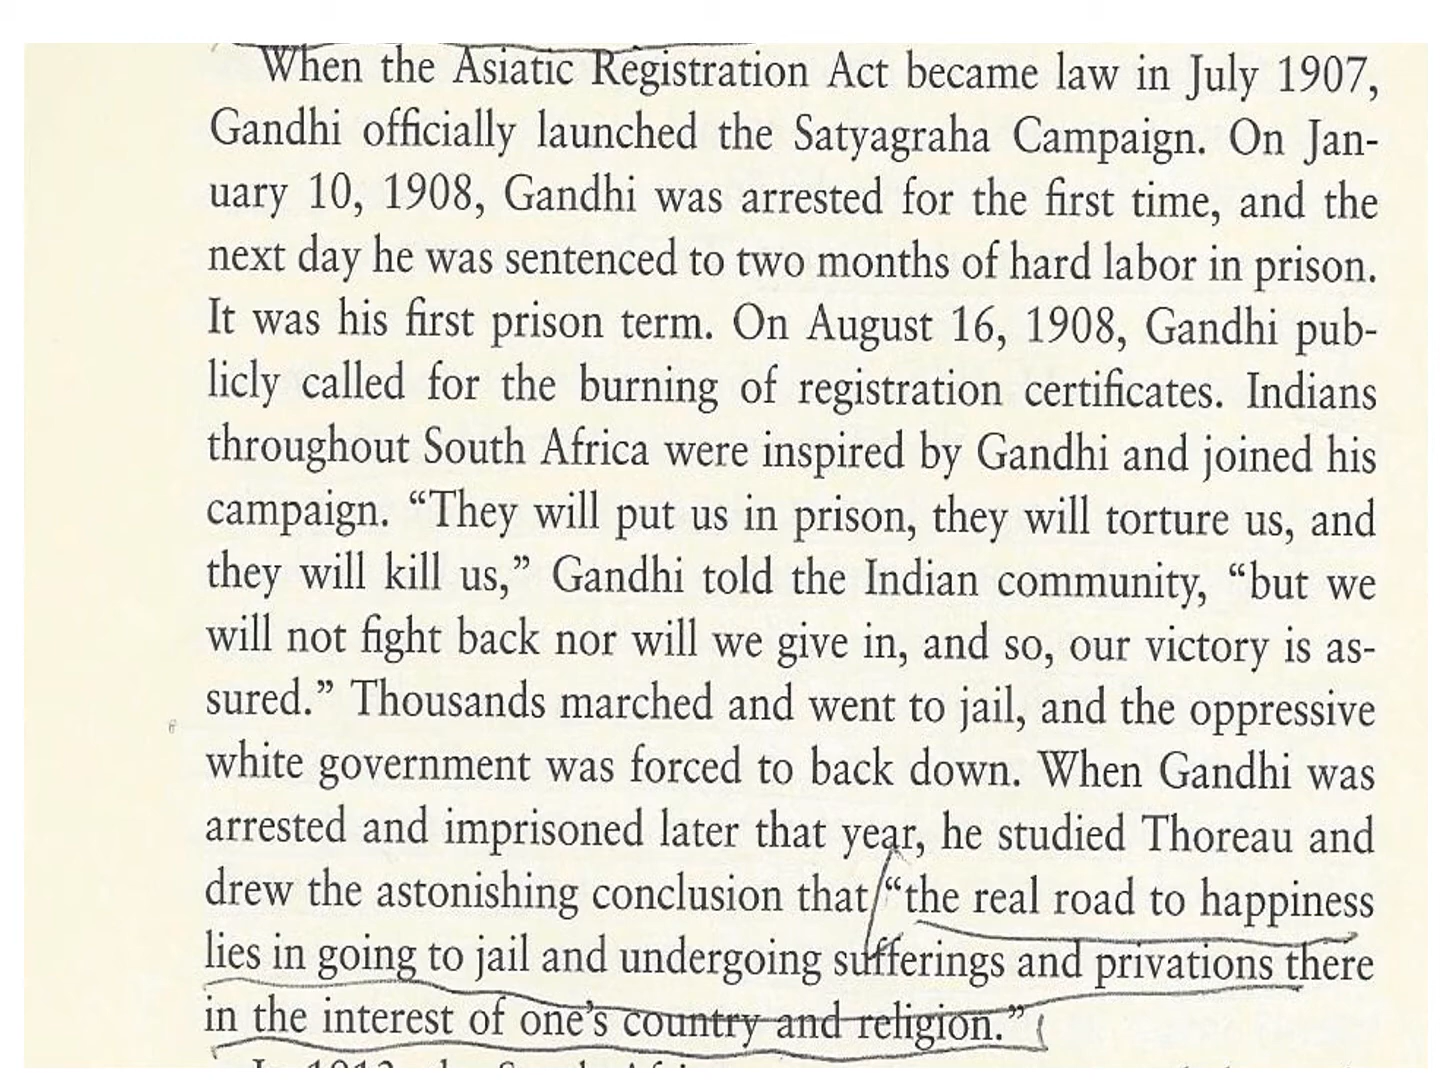 When the Asiatic Registration Act became law in July 1907,
Gandhi officially launched the Satyagraha Campaign. On Jan-
uary 10, 1908, Gandhi was arrested for the first time, and the
next day he was sentenced to two months of hard labor in prison.
It was his first prison term. On August 16, 1908, Gandhi pub-
licly called for the burning of registration certificates. Indians
throughout South Africa were inspired by Gandhi and joined his
campaign. “They will put us in prison, they will torture us, and
they will kill us,” Gandhi told the Indian community, “but we
will not fight back nor will we give in, and so, our victory is as-
sured.” Thousands marched and went to jail, and the oppressive
white government was forced to back down. When Gandhi was
arrested and imprisoned later that year, he studied Thoreau and
drew the astonishing conclusion that “the real road to happiness
lies in going to jail and undergoing sufferings and privations there
in the interest of one’s country and religion.”